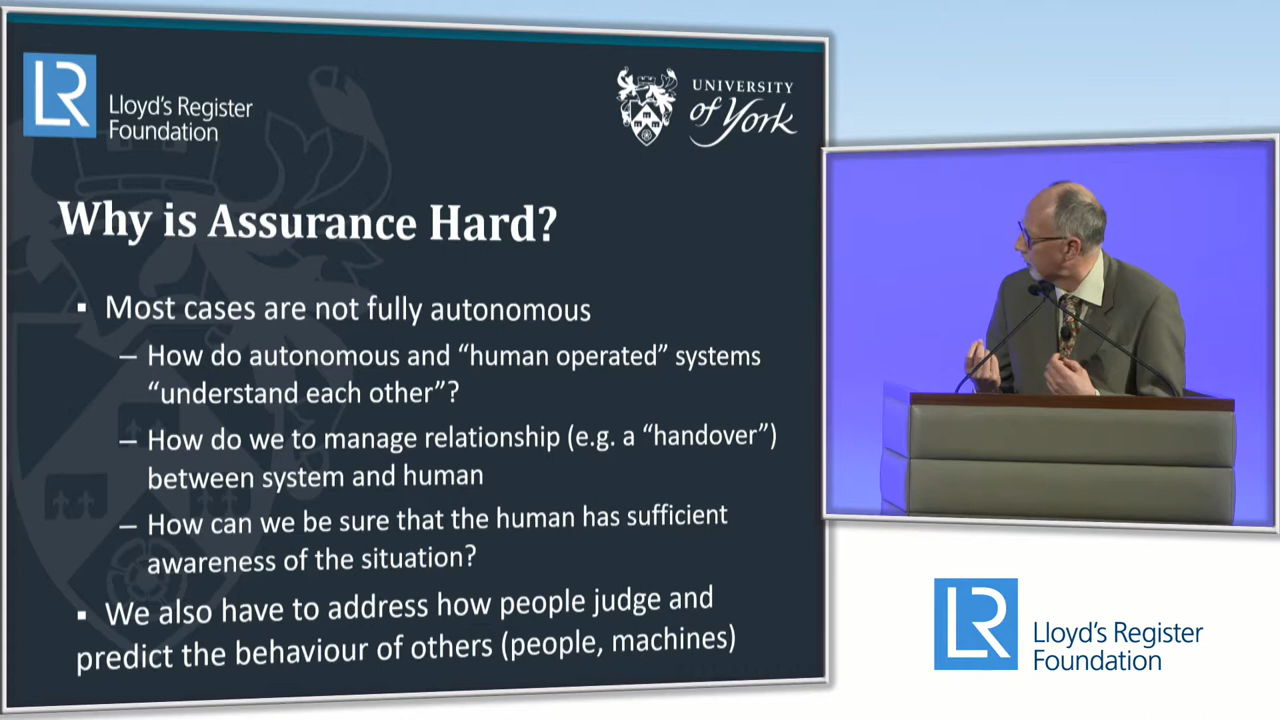 LR Lloyd's Register
Foundation
UNIVERSITY
of York
Why is Assurance Hard?
▪ Most cases are not fully autonomous
– How do autonomous and “human operated” systems
“understand each other”?
– How do we to manage relationship (e.g. a “handover”)
between system and human
– How can we be sure that the human has sufficient
awareness of the situation?
▪ We also have to address how people judge and
predict the behaviour of others (people, machines)
LR Lloyd's Register
Foundation